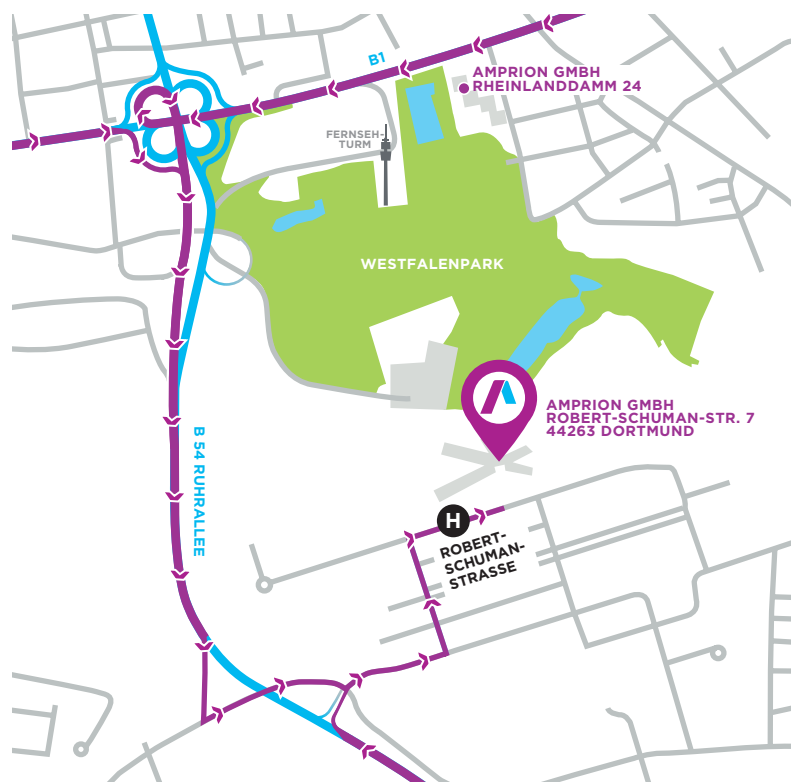 B1
AMPRION GMBH
RHEINLANDDAMM 24
FERNSEH-
TURM
WESTFALENPARK
AMPRION GMBH
ROBERT-SCHUMAN-STR. 7
44263 DORTMUND
B 54 RUHRALLEE
H
ROBERT-
SCHUMAN-
STRASSE